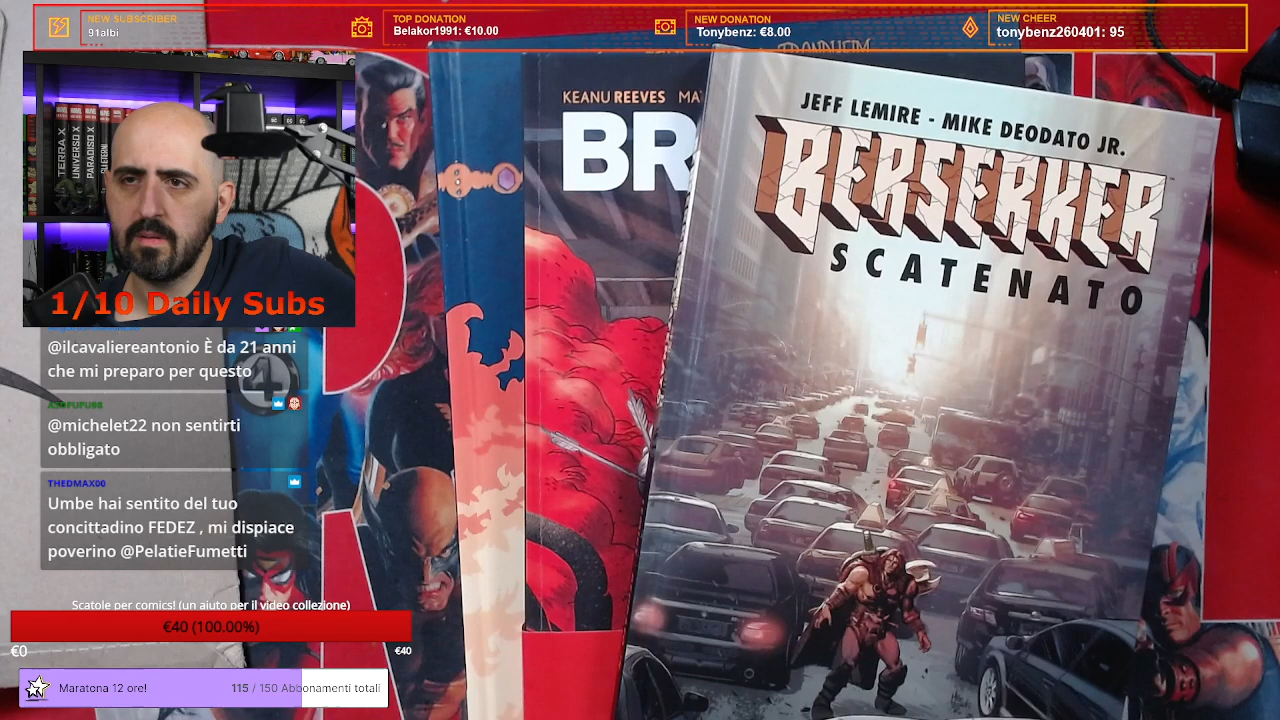 NEW SUBSCRIBER
91albi
TOP DONATION
Belakor1991: €10.00
NEW DONATION
Tonybenz: €8.00
NEW CHEER
tonybenz260401: 95
TERRA X
UNIVERSO X
PARADISO X
1/10 Daily Subs
@ilcavaliereantonio È da 21 anni
che mi preparo per questo
@michelet22 non sentirti
obbligato
THEDMAX00
Umbe hai sentito del tuo
concittadino FEDEZ , mi dispiace
poverino @PelatieFumetti
Scatole per comics! (un aiuto per il video collezione)
€40 (100.00%)
€0
€40
Maratona 12 ore!
115 / 150 Abbonamenti totali
KEANU REEVES
BR
JEFF LEMIRE - MIKE DEODATO JR.
BERSERKER
SCATENATO
4